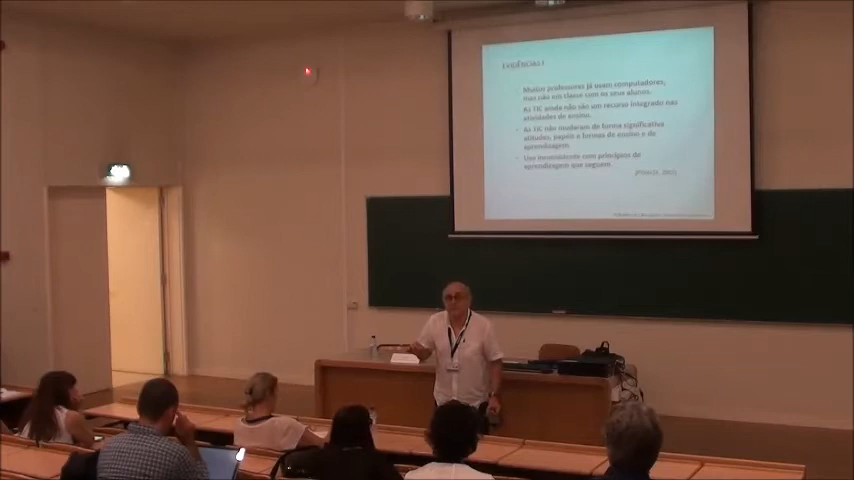 EVIDÊNCIAS I
Muitos professores já usam computadores,
mas não em classe com os seus alunos.
As TIC ainda não são um recurso integrado nas
atividades de ensino.
As TIC não mudaram de forma significativa
atitudes, papéis e formas de ensino e de
aprendizagem.
Uso inconsistente com princípios de
aprendizagem que seguem.